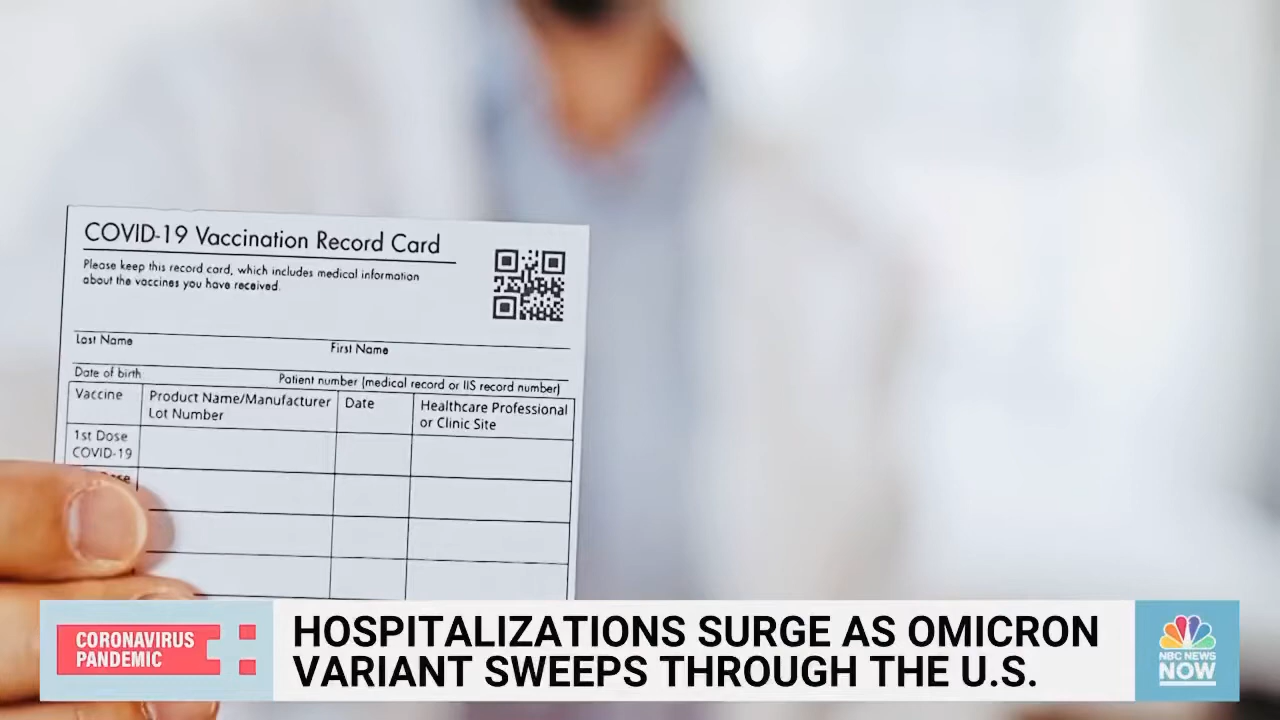 COVID-19 Vaccination Record Card
Please keep this record card, which includes medical information
about the vaccines you have received.
Last Name
First Name
Date of birth
Patient number (medical record or IIS record number)
Vaccine
Product Name/Manufacturer
Lot Number
Date
Healthcare Professional
or Clinic Site
1st Dose
COVID-19
CORONAVIRUS
PANDEMIC
HOSPITALIZATIONS SURGE AS OMICRON
VARIANT SWEEPS THROUGH THE U.S.
NBC NEWS
NOW